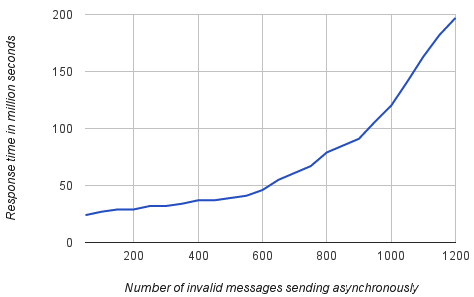 Response time in million seconds
200
150
100
50
0
200 400 600 800 1000 1200
Number of invalid messages sending asynchronously